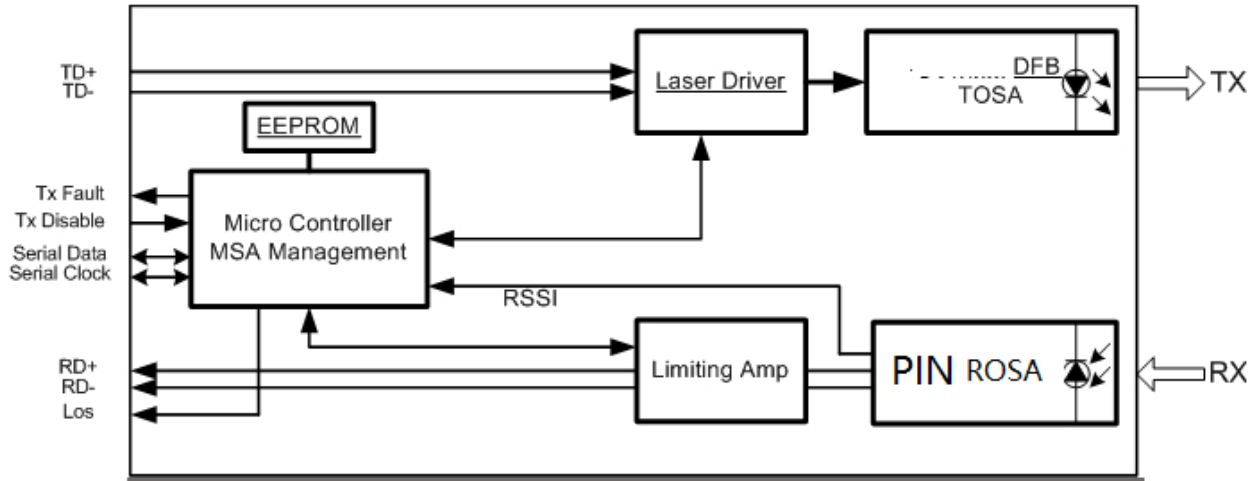 TD+
TD-
Laser Driver
DFB
TOSA
TX
EEPROM
Tx Fault
Tx Disable
Serial Data
Serial Clock
Micro Controller
MSA Management
RSSI
RD+
RD-
Los
Limiting Amp
PIN ROSA
RX